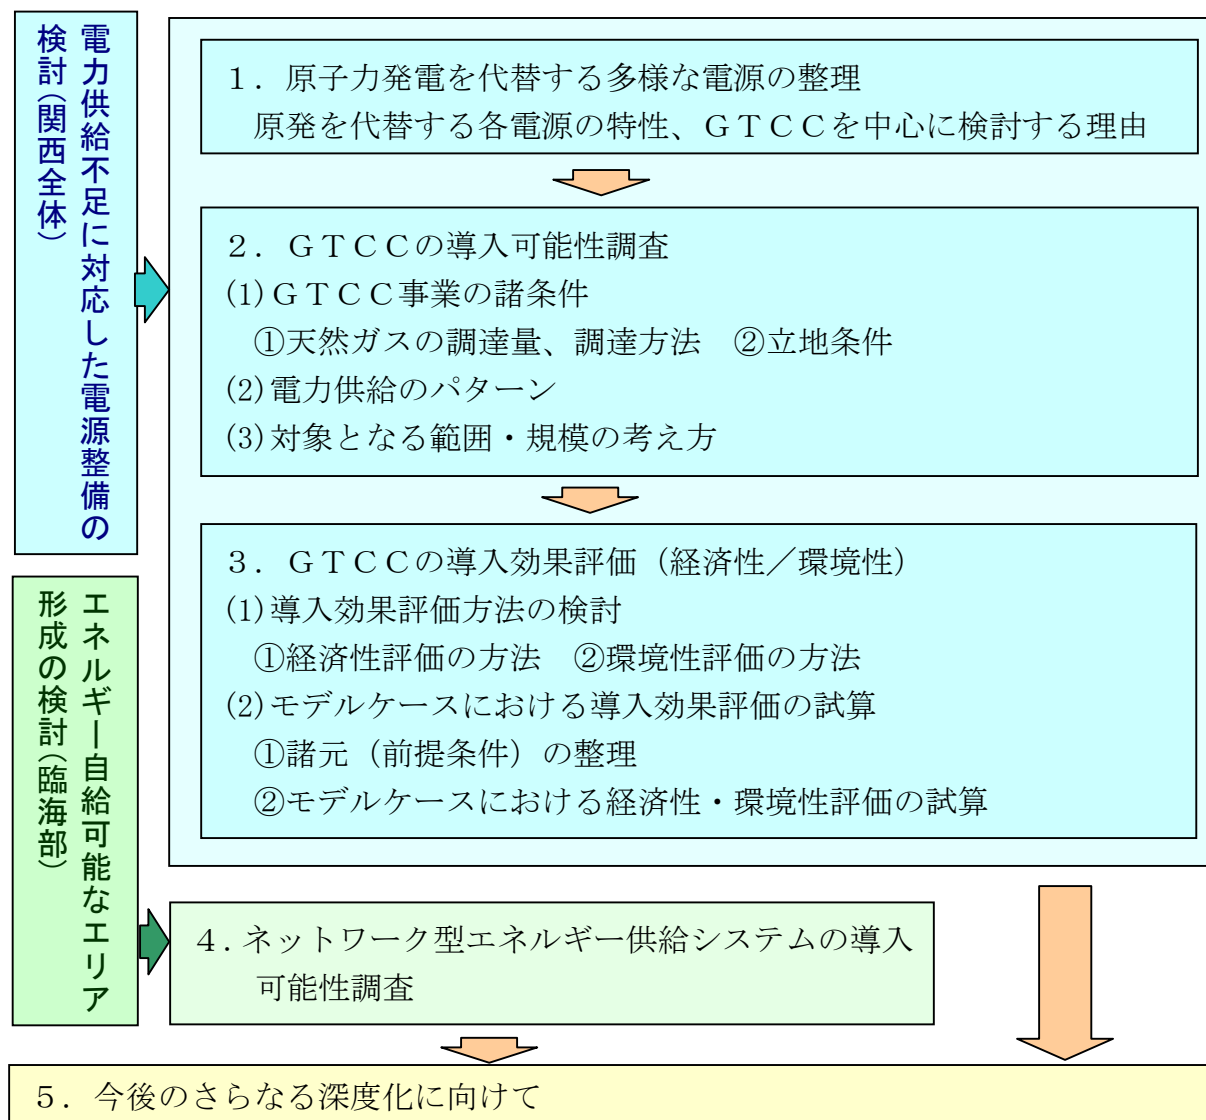 電力供給不足に対応した電源整備の
検討(関西全体)
１．原子力発電を代替する多様な電源の整理
原発を代替する各電源の特性、ＧＴＣＣを中心に検討する理由
２．ＧＴＣＣの導入可能性調査
(1)ＧＴＣＣ事業の諸条件
①天然ガスの調達量、調達方法　②立地条件
(2)電力供給のパターン
(3)対象となる範囲・規模の考え方
３．ＧＴＣＣの導入効果評価（経済性／環境性）
(1)導入効果評価方法の検討
①経済性評価の方法　②環境性評価の方法
(2)モデルケースにおける導入効果評価の試算
①諸元（前提条件）の整理
②モデルケースにおける経済性・環境性評価の試算
エネルギー自給可能なエリア
形成の検討(臨海部)
４．ネットワーク型エネルギー供給システムの導入
可能性調査
５．今後のさらなる深度化に向けて